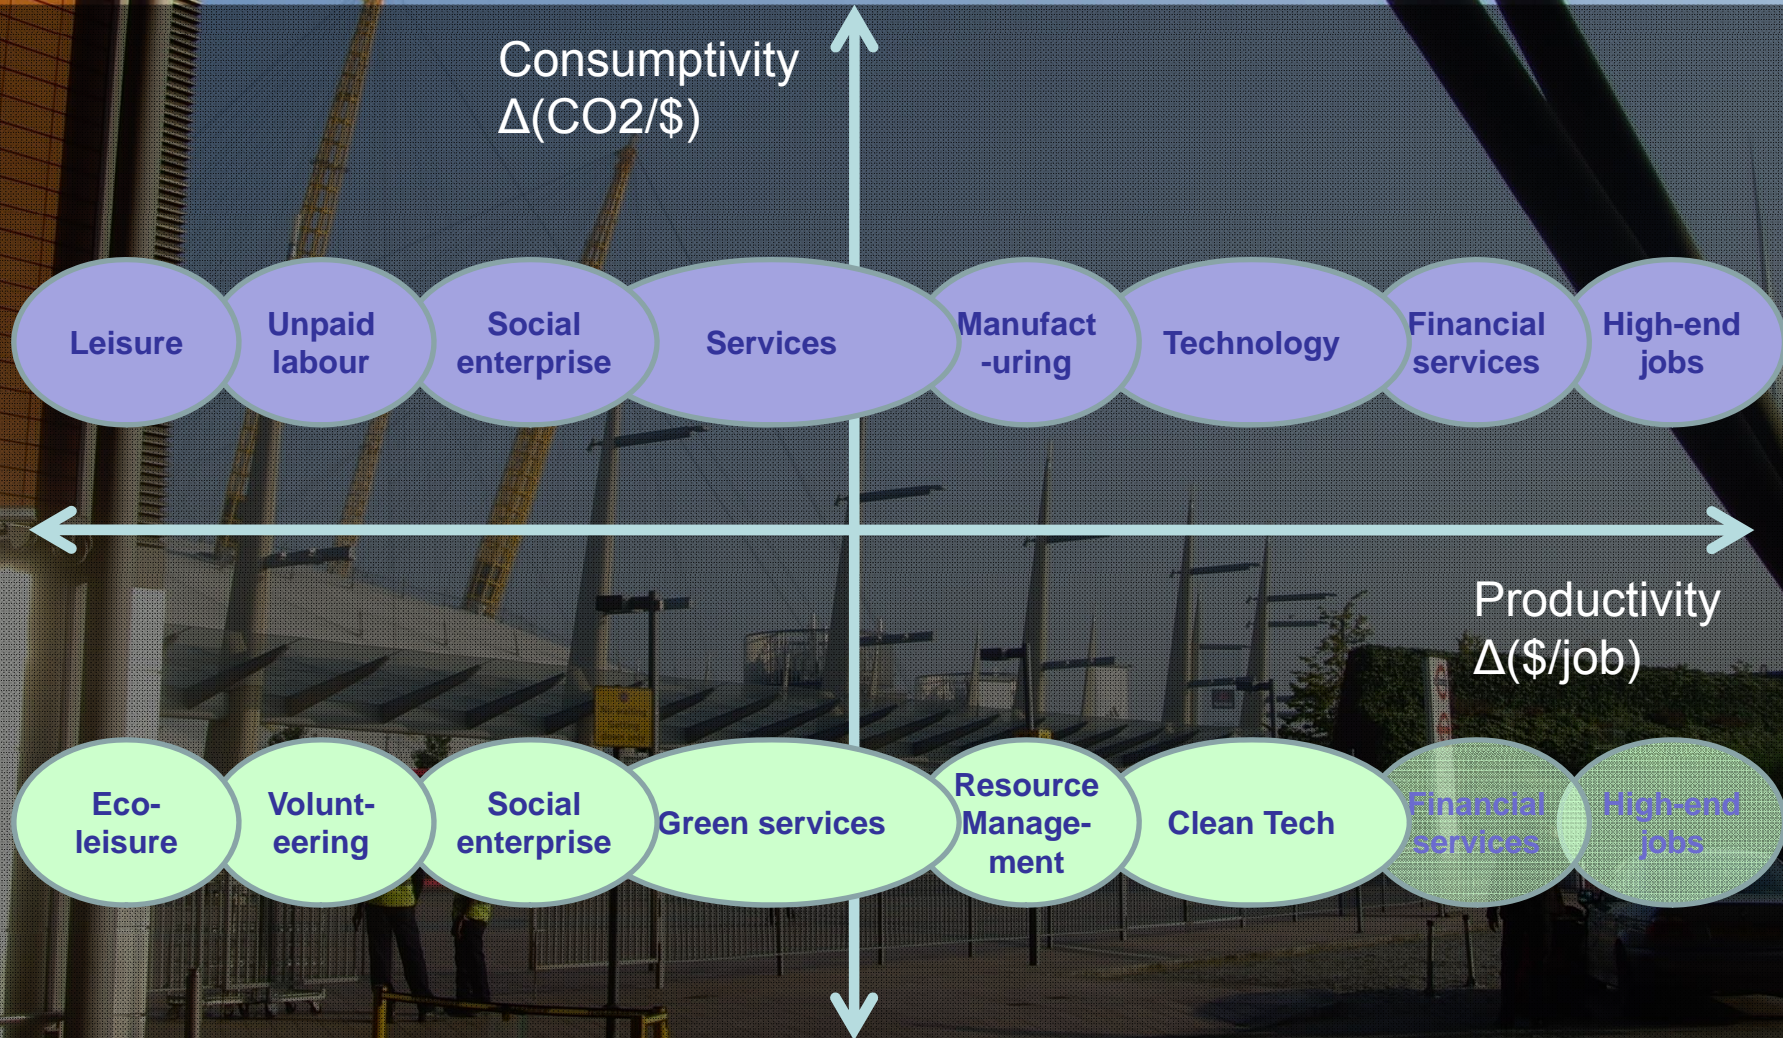 Consumptivity
Δ(CO2/$)
Leisure
Unpaid
labour
Social
enterprise
Services
Manufact
-uring
Technology
Financial
services
High-end
jobs
Productivity
Δ($/job)
Eco-
leisure
Volunt-
eering
Social
enterprise
Green services
Resource
Manage-
ment
Clean Tech
Financial
services
High-end
jobs